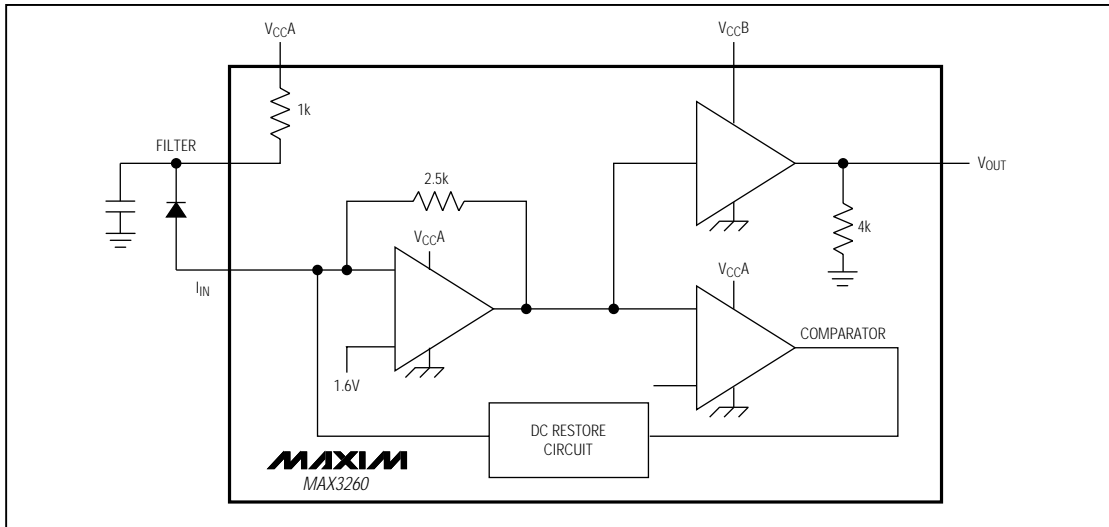 VCCA
VCCB
1k
FILTER
2.5k
VOUT
VCCA
4k
VCCA
IIN
COMPARATOR
1.6V
DC RESTORE
CIRCUIT
MAXIM
MAX3260